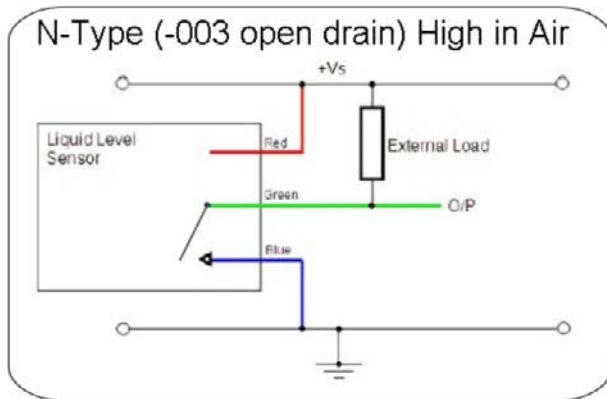 N-Type (-003 open drain) High in Air
+Vs
Liquid Level
Sensor
Red
External Load
Green
O/P
Blue